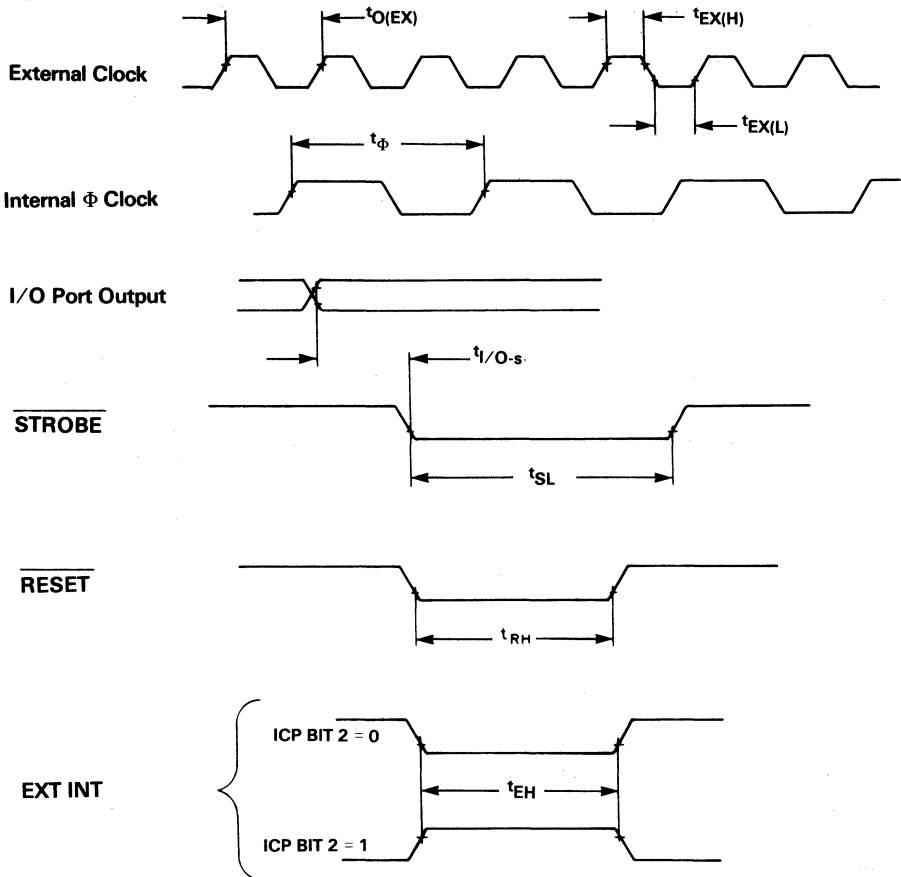 t_O(EX)
t_EX(H)
External Clock
t_EX(L)
t_Φ
Internal Φ Clock
I/O Port Output
t_I/O-s
STROBE
t_SL
RESET
t_RH
ICP BIT 2 = 0
EXT INT
t_EH
ICP BIT 2 = 1